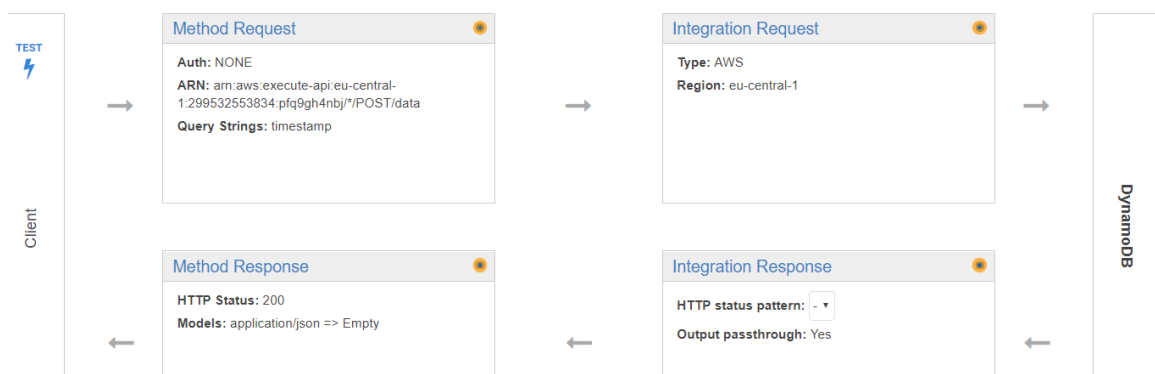 TEST
Client
Method Request
Auth: NONE
ARN: arn:aws:execute-api:eu-central-
1:299532553834:pfq9gh4nbj/*/POST/data
Query Strings: timestamp
Integration Request
Type: AWS
Region: eu-central-1
DynamoDB
Method Response
HTTP Status: 200
Models: application/json => Empty
Integration Response
HTTP status pattern: -
Output passthrough: Yes